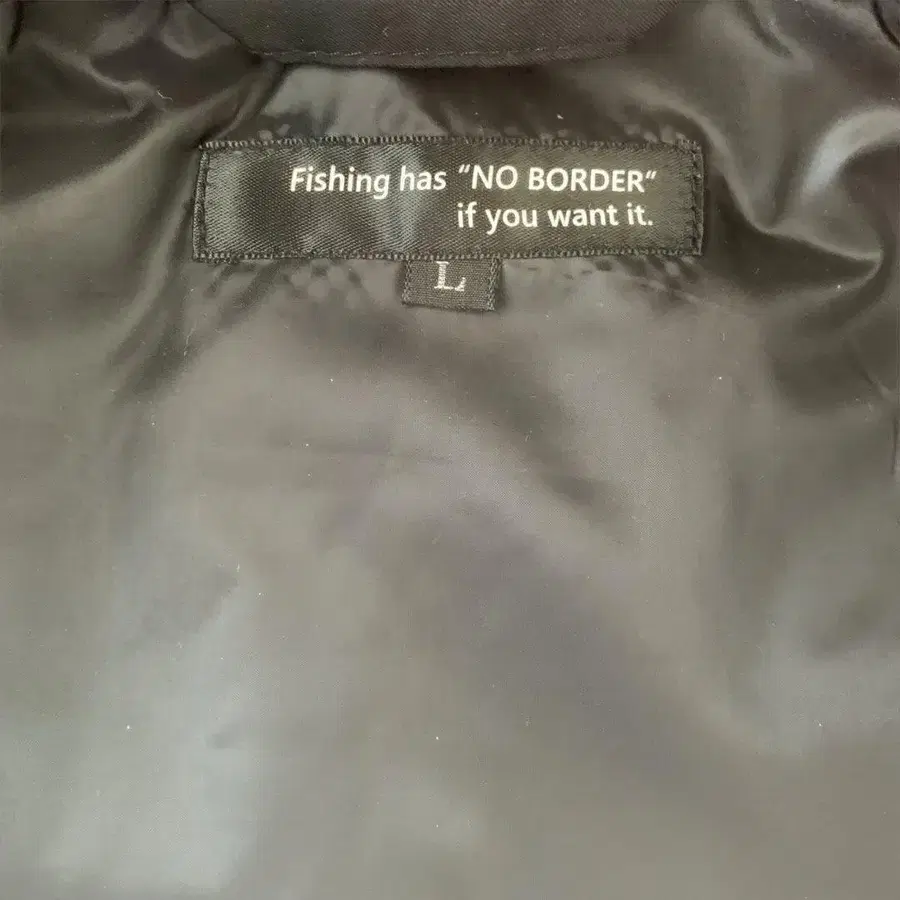 Fishing has “NO BORDER”
if you want it.
L